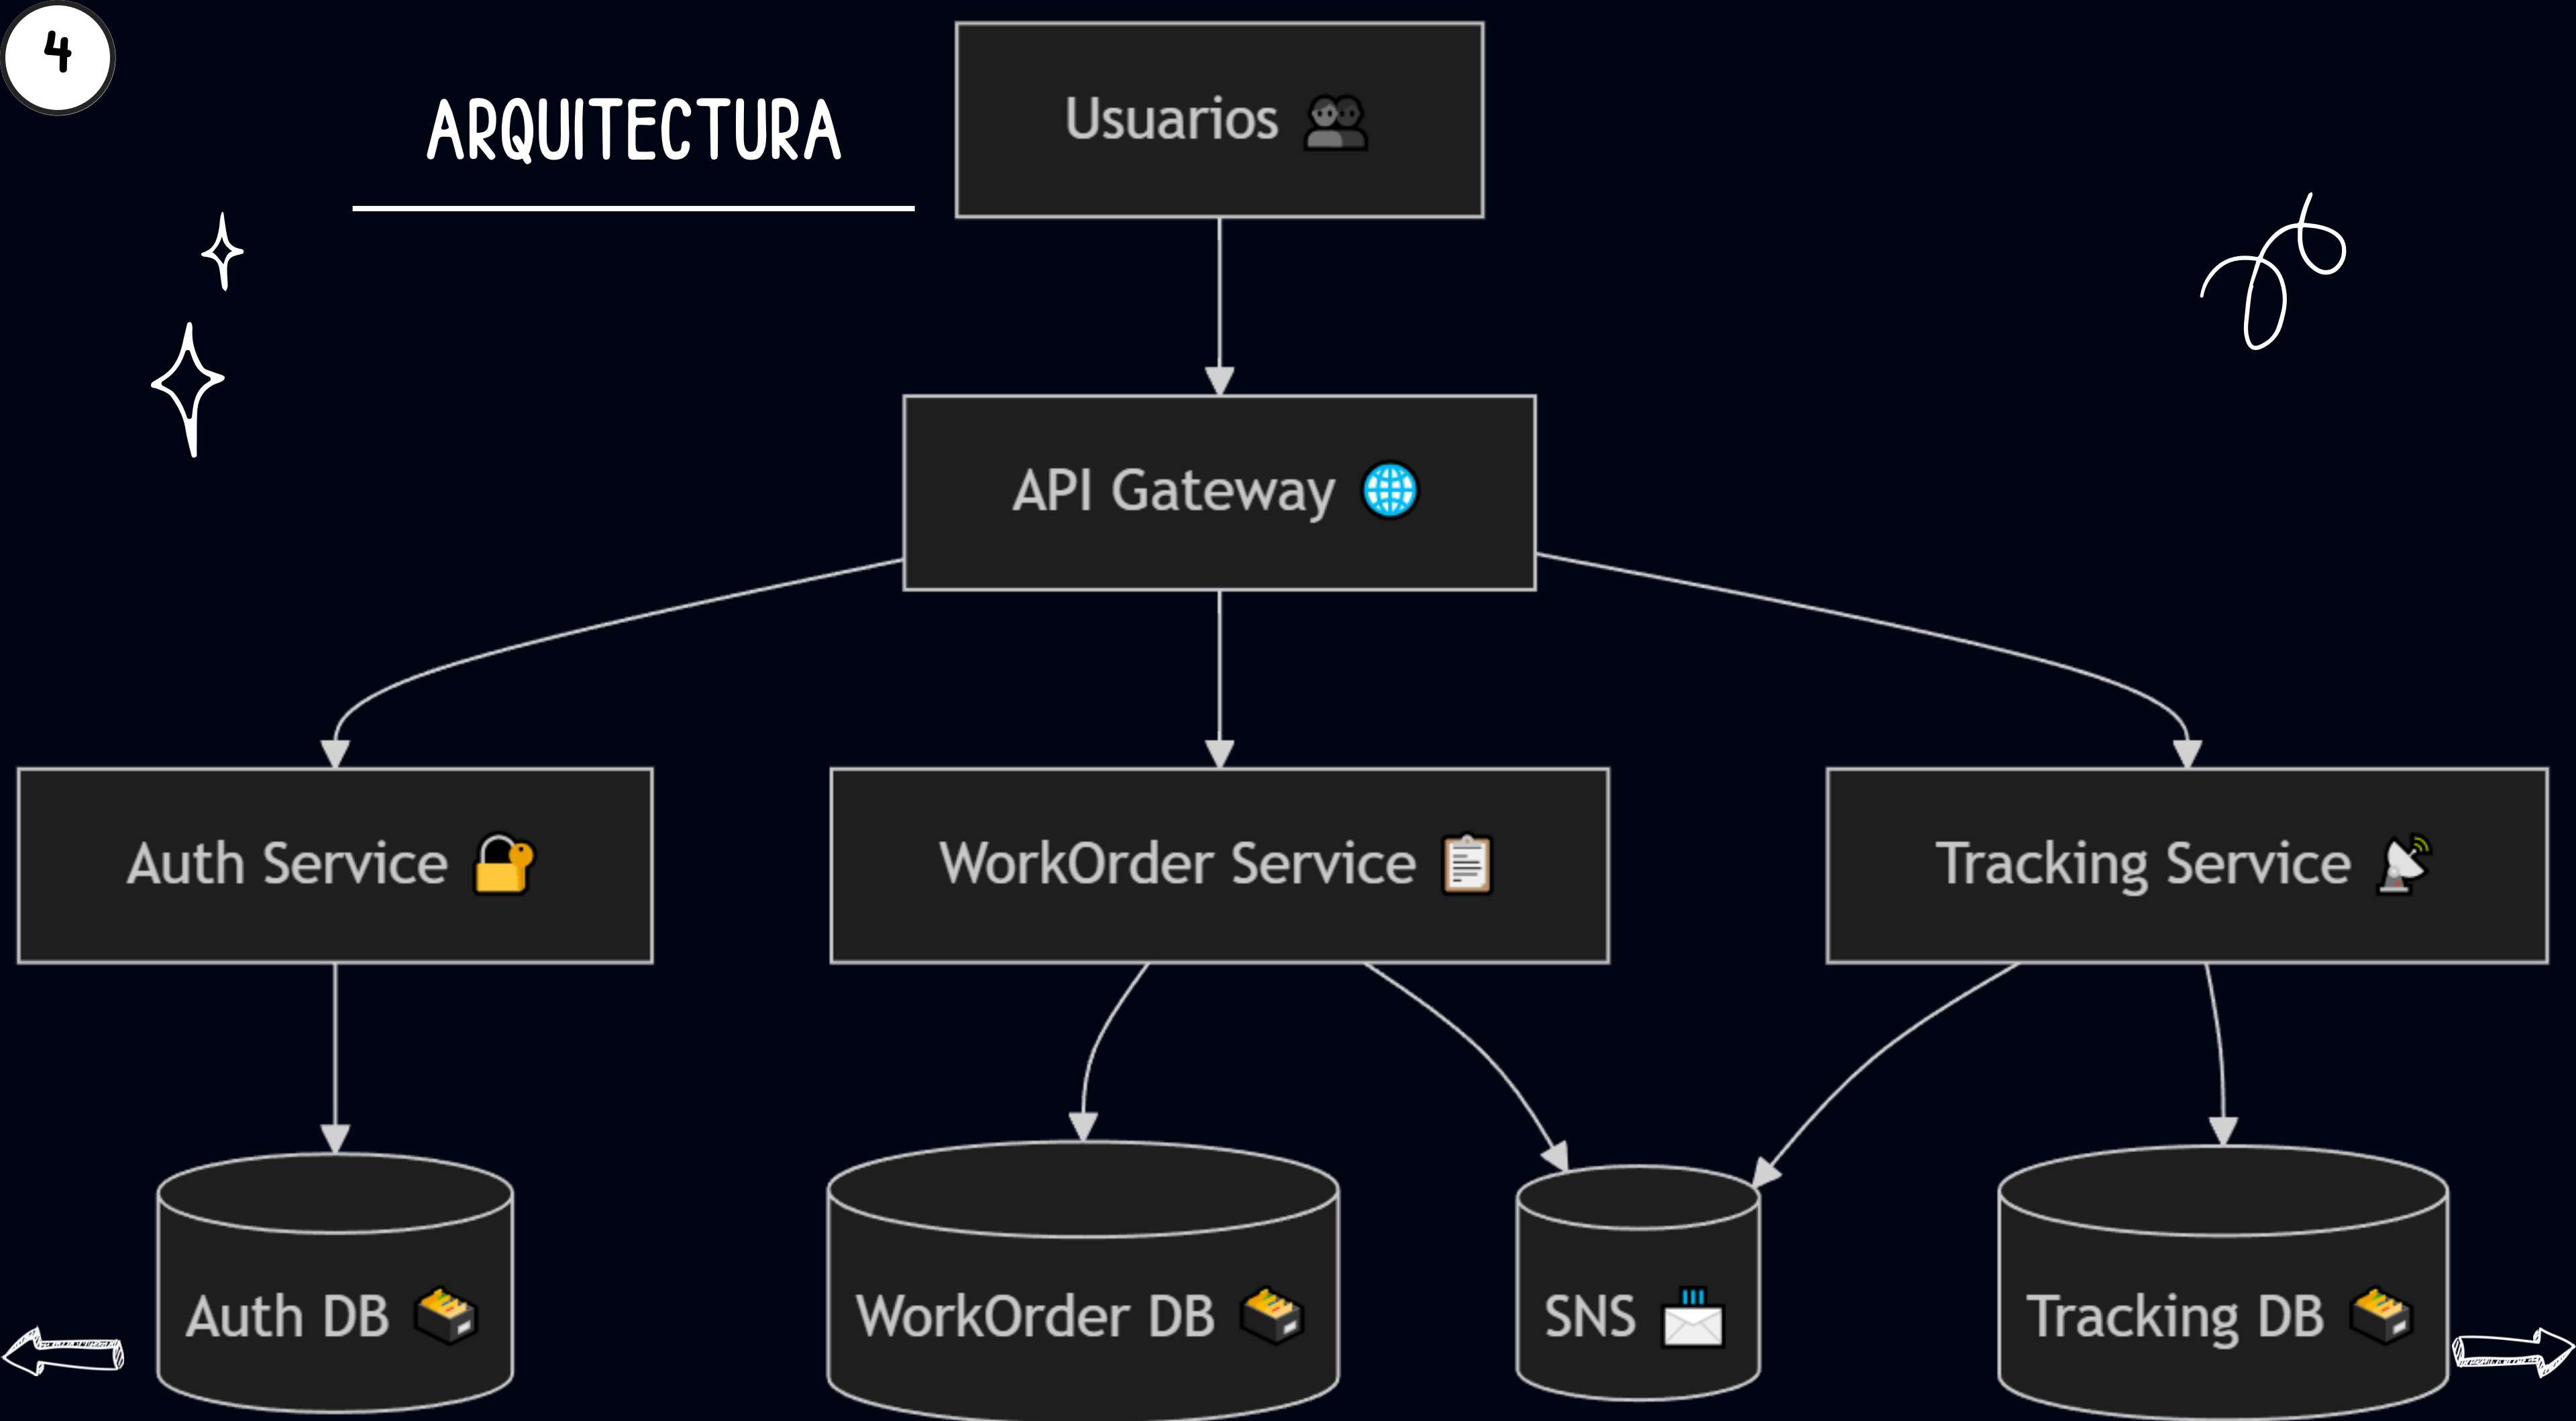 4
ARQUITECTURA
Usuarios
API Gateway
Auth Service
WorkOrder Service
Tracking Service
Auth DB
WorkOrder DB
SNS
Tracking DB